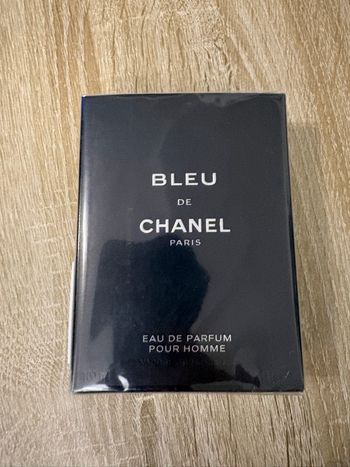 BLEU
DE
CHANEL
PARIS
EAU DE PARFUM
POUR HOMME